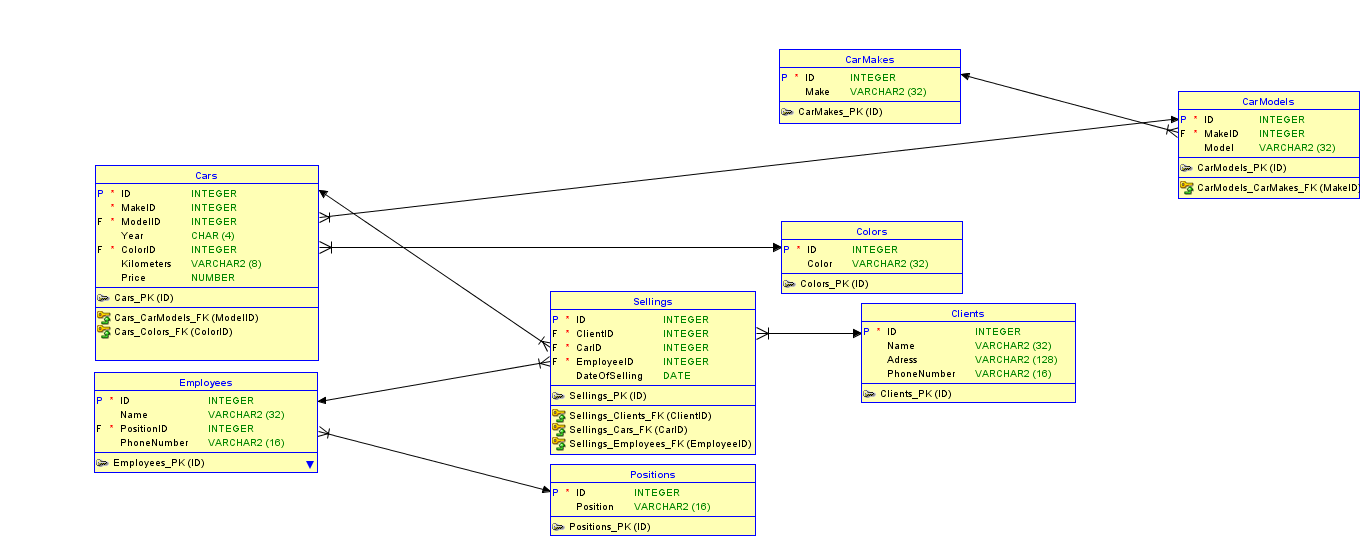 CarMakes
P * ID INTEGER
Make VARCHAR2 (32)
CarMakes_PK (ID)
CarModels
P * ID INTEGER
F * MakeID INTEGER
Model VARCHAR2 (32)
CarModels_PK (ID)
CarModels_CarMakes_FK (MakeID)
Cars
P * ID INTEGER
* MakeID INTEGER
F * ModelID INTEGER
Year CHAR (4)
F * ColorID INTEGER
Kilometers VARCHAR2 (8)
Price NUMBER
Cars_PK (ID)
Cars_CarModels_FK (ModelID)
Cars_Colors_FK (ColorID)
Colors
P * ID INTEGER
Color VARCHAR2 (32)
Colors_PK (ID)
Sellings
P * ID INTEGER
F * ClientID INTEGER
F * CarID INTEGER
F * EmployeeID INTEGER
DateOfSelling DATE
Sellings_PK (ID)
Sellings_Clients_FK (ClientID)
Sellings_Cars_FK (CarID)
Sellings_Employees_FK (EmployeeID)
Clients
P * ID INTEGER
Name VARCHAR2 (32)
Adress VARCHAR2 (128)
PhoneNumber VARCHAR2 (16)
Clients_PK (ID)
Employees
P * ID INTEGER
Name VARCHAR2 (32)
F * PositionID INTEGER
PhoneNumber VARCHAR2 (16)
Employees_PK (ID)
Positions
P * ID INTEGER
Position VARCHAR2 (16)
Positions_PK (ID)